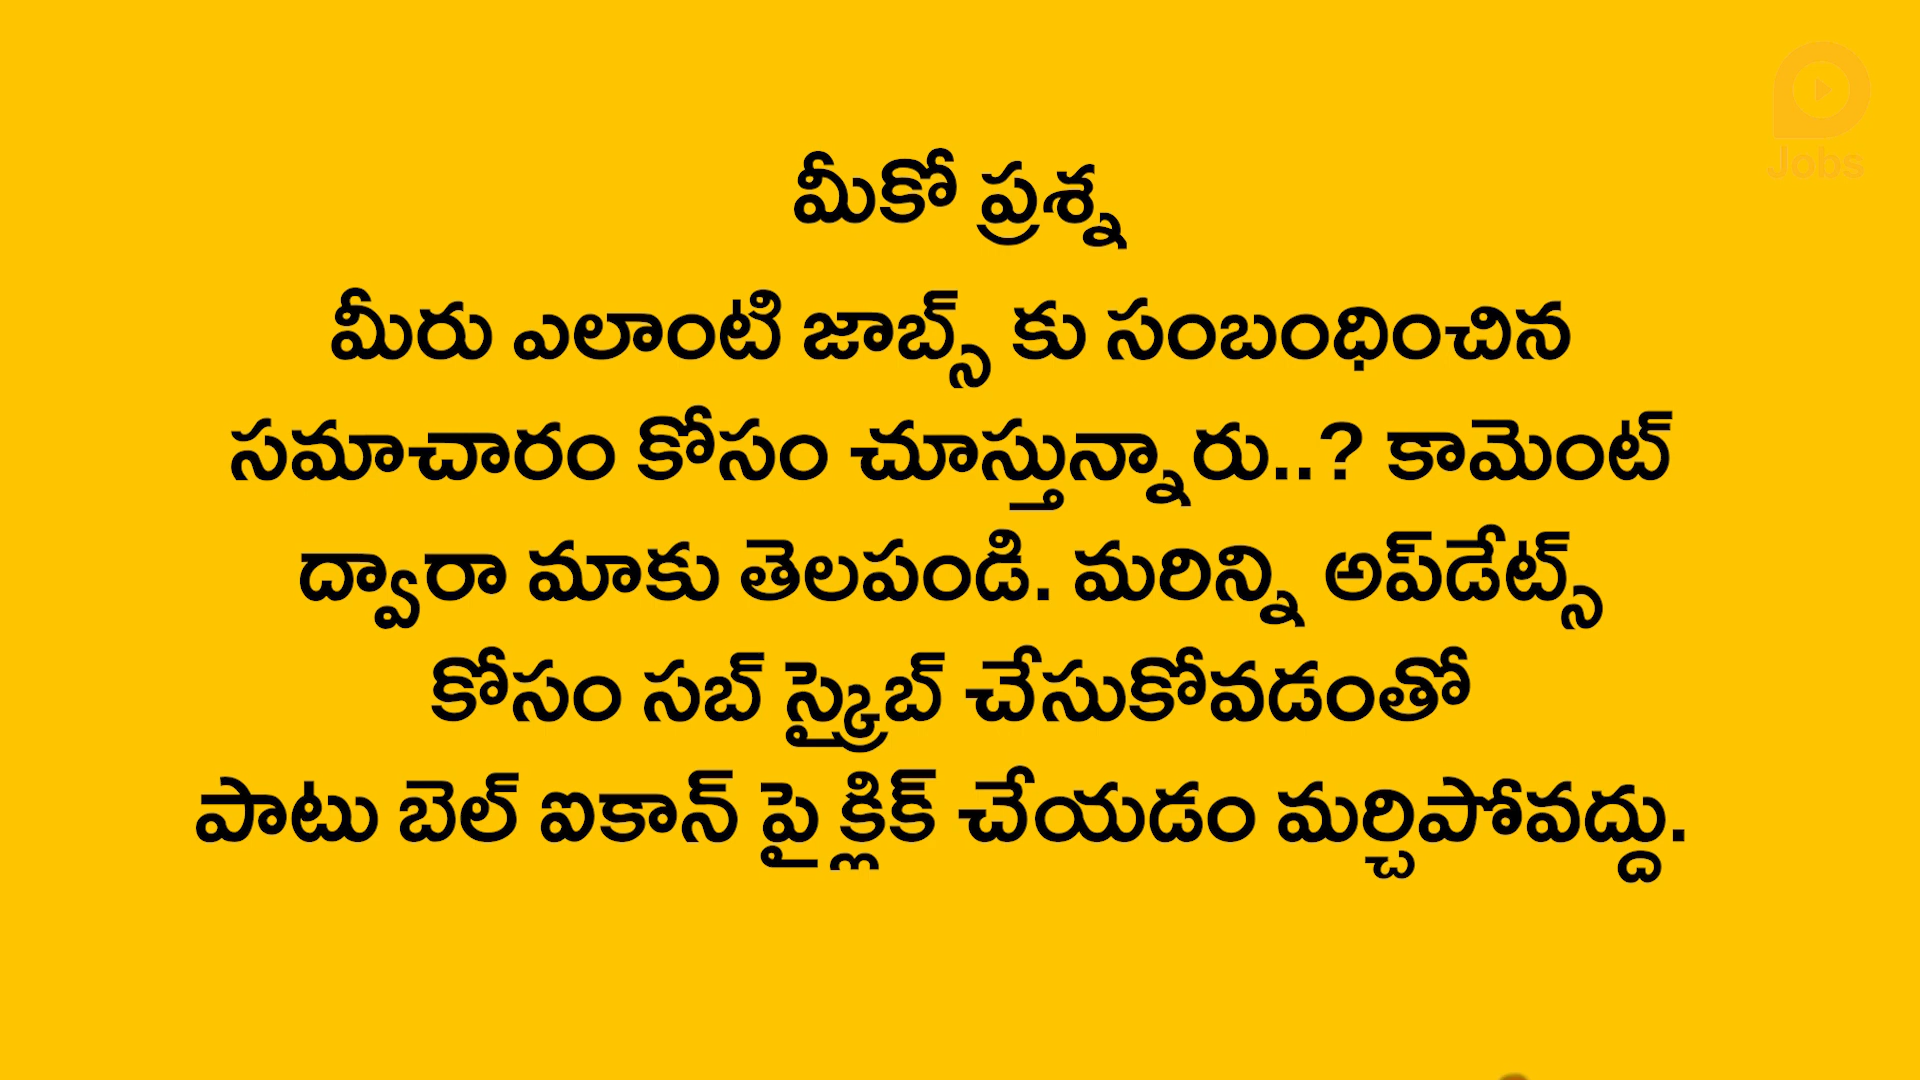 Jobs
మీకో ప్రశ్న
మీరు ఎలాంటి జాబ్స్ కు సంబంధించిన
సమాచారం కోసం చూస్తున్నారు..? కామెంట్
ద్వారా మాకు తెలపండి. మరిన్ని అప్‌డేట్స్
కోసం సబ్ స్క్రైబ్ చేసుకోవడంతో
పాటు బెల్ ఐకాన్ పై క్లిక్ చేయడం మర్చిపోవద్దు.